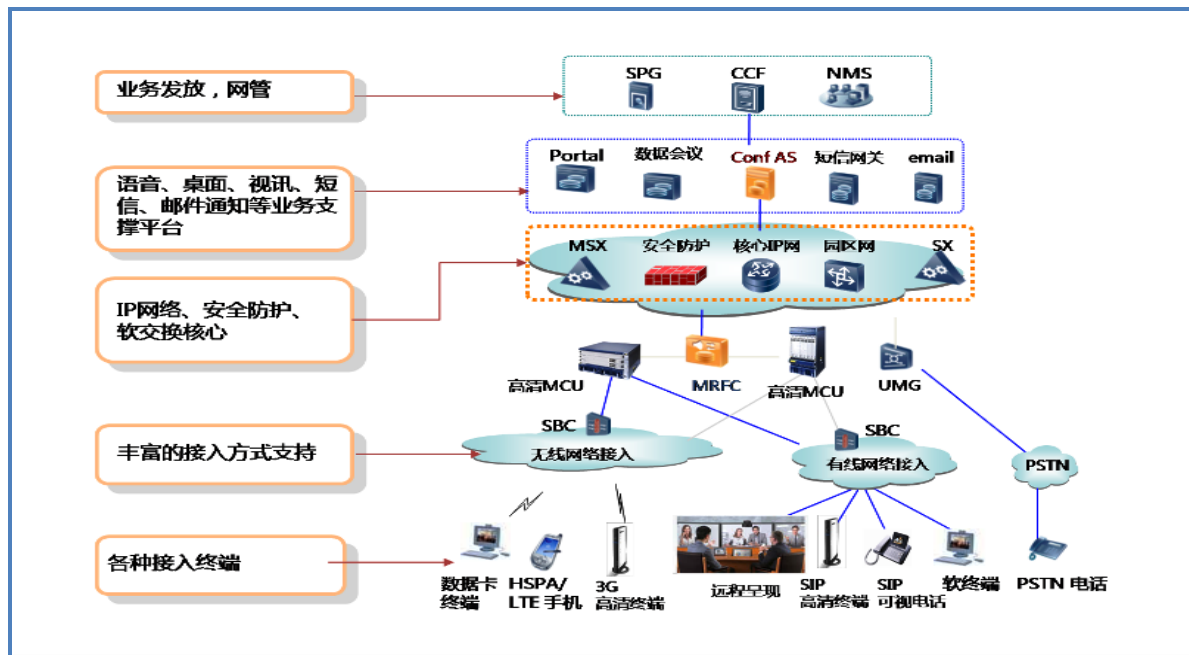 业务发放，网管
SPG
CCF
NMS
语音、桌面、视讯、短
信、邮件通知等业务支
撑平台
Portal
数据会议
Conf AS
短信网关
email
IP网络、安全防护、
软交换核心
MSX
安全防护
核心IP网
园区网
SX
高清MCU
MRFC
高清MCU
UMG
丰富的接入方式支持
SBC
无线网络接入
SBC
有线网络接入
PSTN
各种接入终端
数据卡
终端
HSPA/
LTE 手机
3G
高清终端
远程呈现
SIP
高清终端
SIP
可视电话
软终端
PSTN 电话